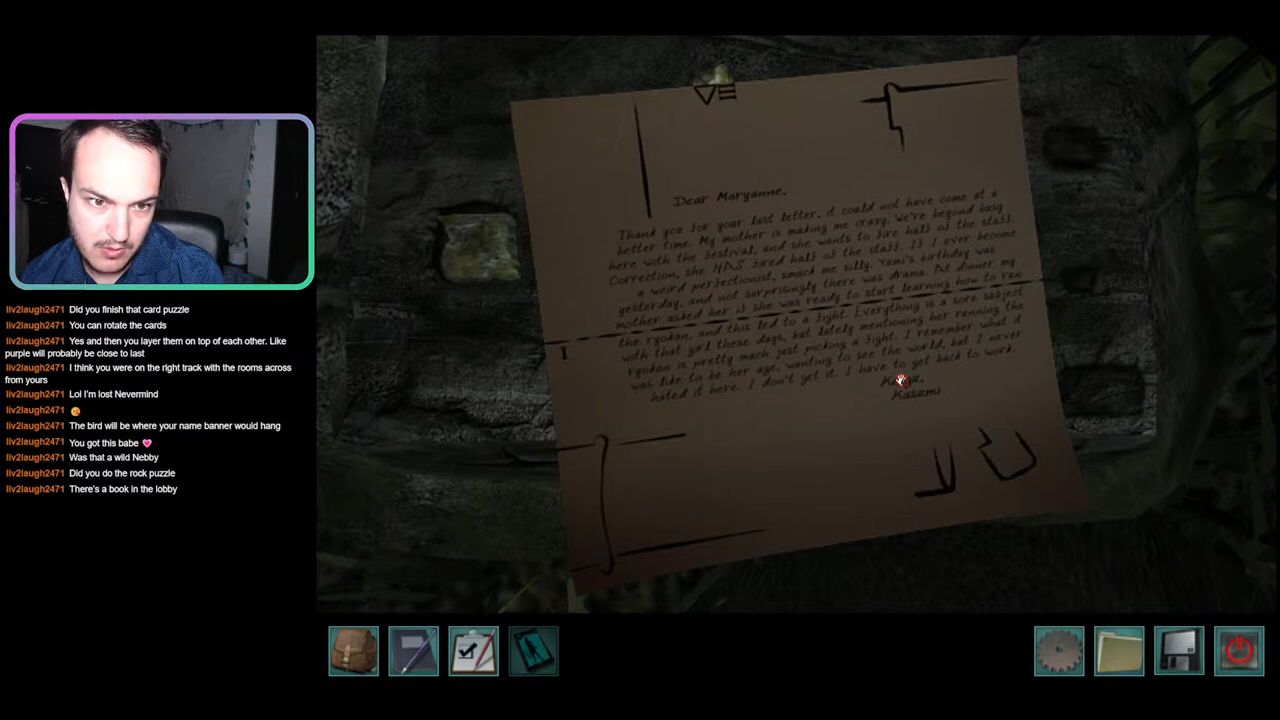 liv2laugh2471 Did you finish that card puzzle
liv2laugh2471 You can rotate the cards
liv2laugh2471 Yes and then you layer them on top of each other. Like
purple will probably be close to last
liv2laugh2471 I think you were on the right track with the rooms across
from yours
liv2laugh2471 Lol I'm lost Nevermind
liv2laugh2471 😘
liv2laugh2471 The bird will be where your name banner would hang
liv2laugh2471 You got this babe 💗
liv2laugh2471 Was that a wild Nebby
liv2laugh2471 Did you do the rock puzzle
liv2laugh2471 There's a book in the lobby
Dear Maryanne,
Thank you for your last letter, it could not have come at a
better time. My mother is making me crazy. We're beyond busy
here with the festival, and she wants to fire half of the staff.
Correction, she HAS fired half of the staff. If I ever become
a weird perfectionist, smack me silly. Yumi's birthday was
yesterday, and not surprisingly there was drama. At dinner my
mother asked her if she was ready to start learning how to run
the ryokan, and this led to a fight. Everything is a sore subject
with that girl these days, but lately mentioning her running the
ryokan is pretty much just picking a fight. I remember what it
was like to be her age, wanting to see the world, but I never
hated it here. I don't get it. I have to get back to work.
Kasumi
I